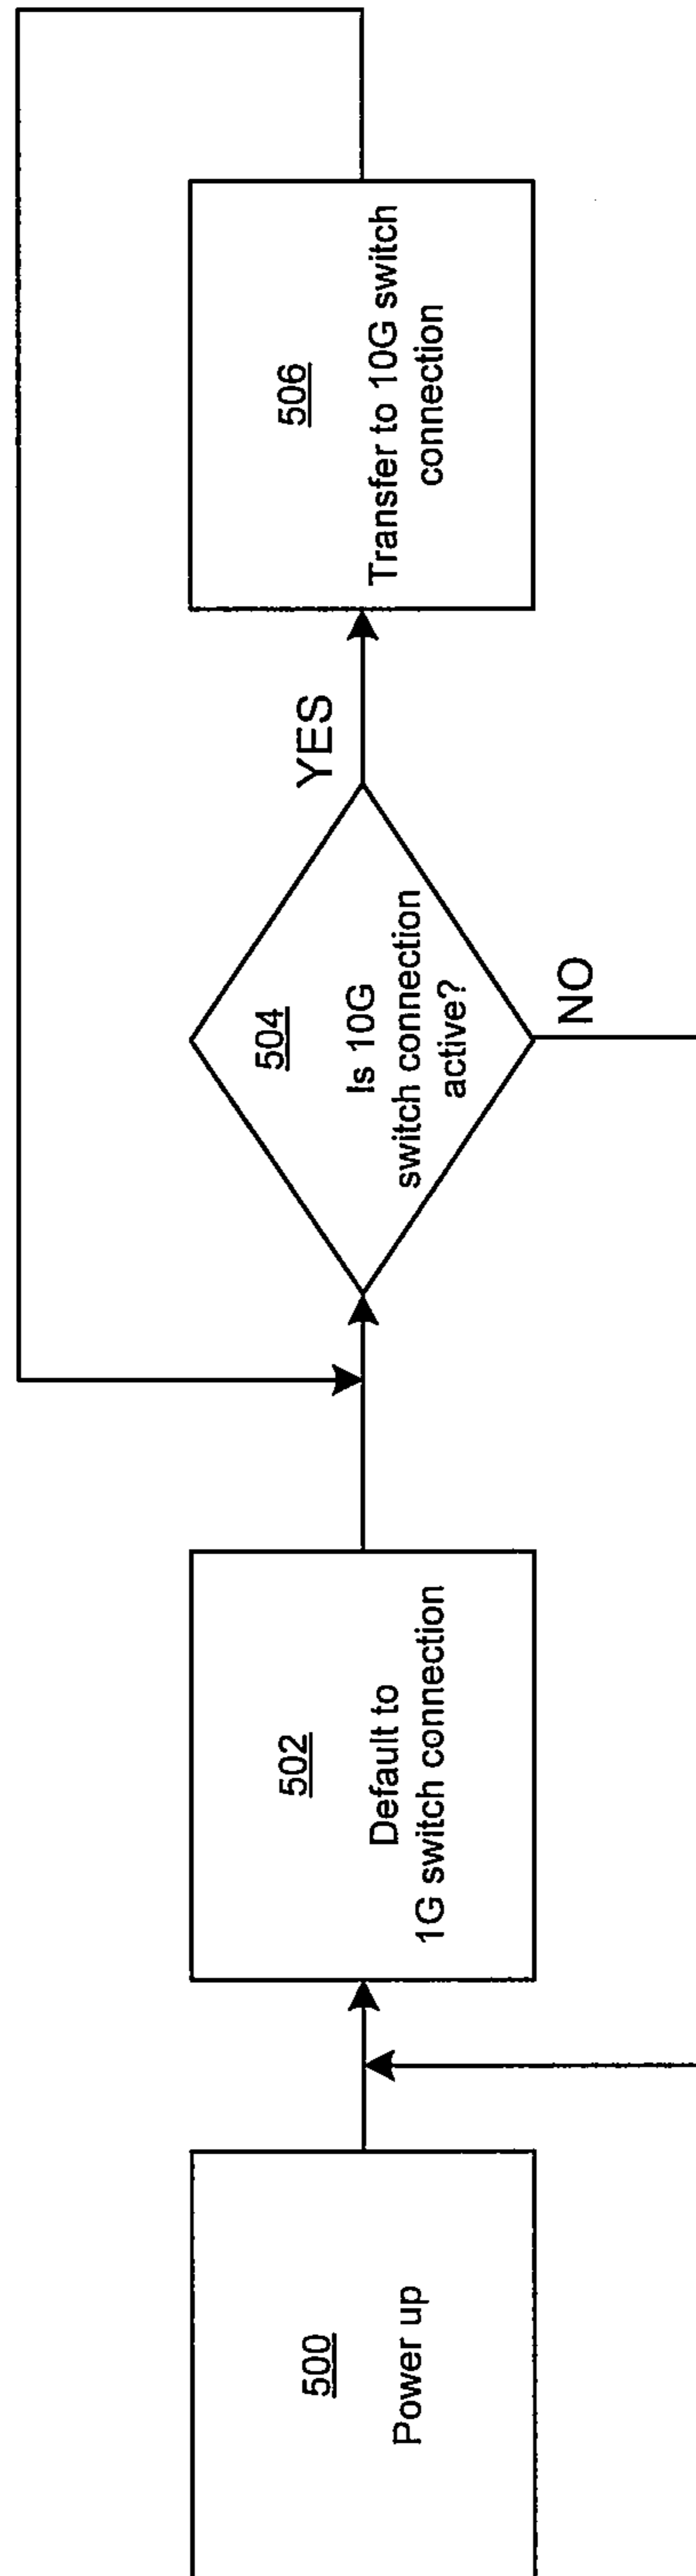 500
Power up
502
Default to
1G switch connection
504
Is 10G
switch connection
active?
YES
NO
506
Transfer to 10G switch
connection